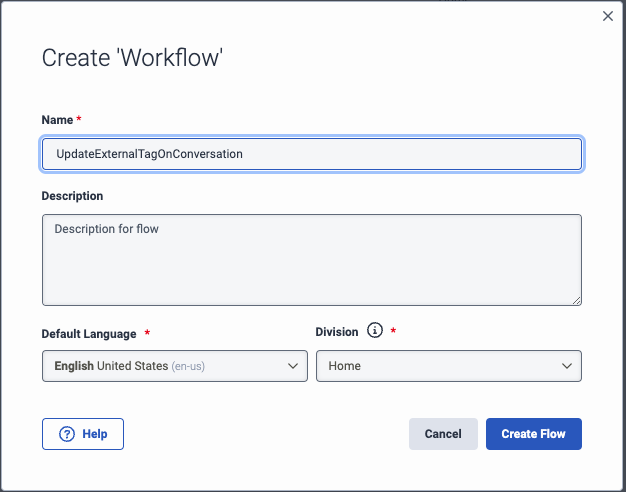 Create 'Workflow'
Name *
UpdateExternalTagOnConversation
Description
Description for flow
Default Language *
Division *
English United States (en-us)
Home
Help
Cancel
Create Flow